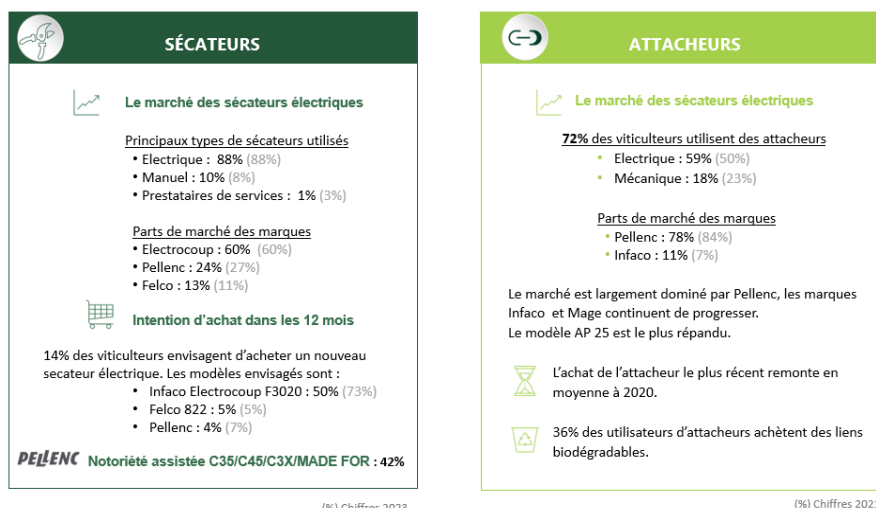 SÉCATEURS
Le marché des sécateurs électriques
Principaux types de sécateurs utilisés
• Electrique : 88% (88%)
• Manuel : 10% (8%)
• Prestataires de services : 1% (3%)
Parts de marché des marques
• Electrocoup : 60% (60%)
• Pellenc : 24% (27%)
• Felco : 13% (11%)
Intention d'achat dans les 12 mois
14% des viticulteurs envisagent d'acheter un nouveau
secateur électrique. Les modèles envisagés sont :
• Infaco Electrocoup F3020 : 50% (73%)
• Felco 822 : 5% (5%)
• Pellenc : 4% (7%)
PELLENC Notoriété assistée C35/C45/C3X/MADE FOR : 42%
(%) Chiffres 2023
ATTACHEURS
Le marché des sécateurs électriques
72% des viticulteurs utilisent des attacheurs
• Electrique : 59% (50%)
• Mécanique : 18% (23%)
Parts de marché des marques
• Pellenc : 78% (84%)
• Infaco : 11% (7%)
Le marché est largement dominé par Pellenc, les marques
Infaco et Mage continuent de progresser.
Le modèle AP 25 est le plus répandu.
L'achat de l'attacheur le plus récent remonte en
moyenne à 2020.
36% des utilisateurs d'attacheurs achètent des liens
biodégradables.
(%) Chiffres 2021